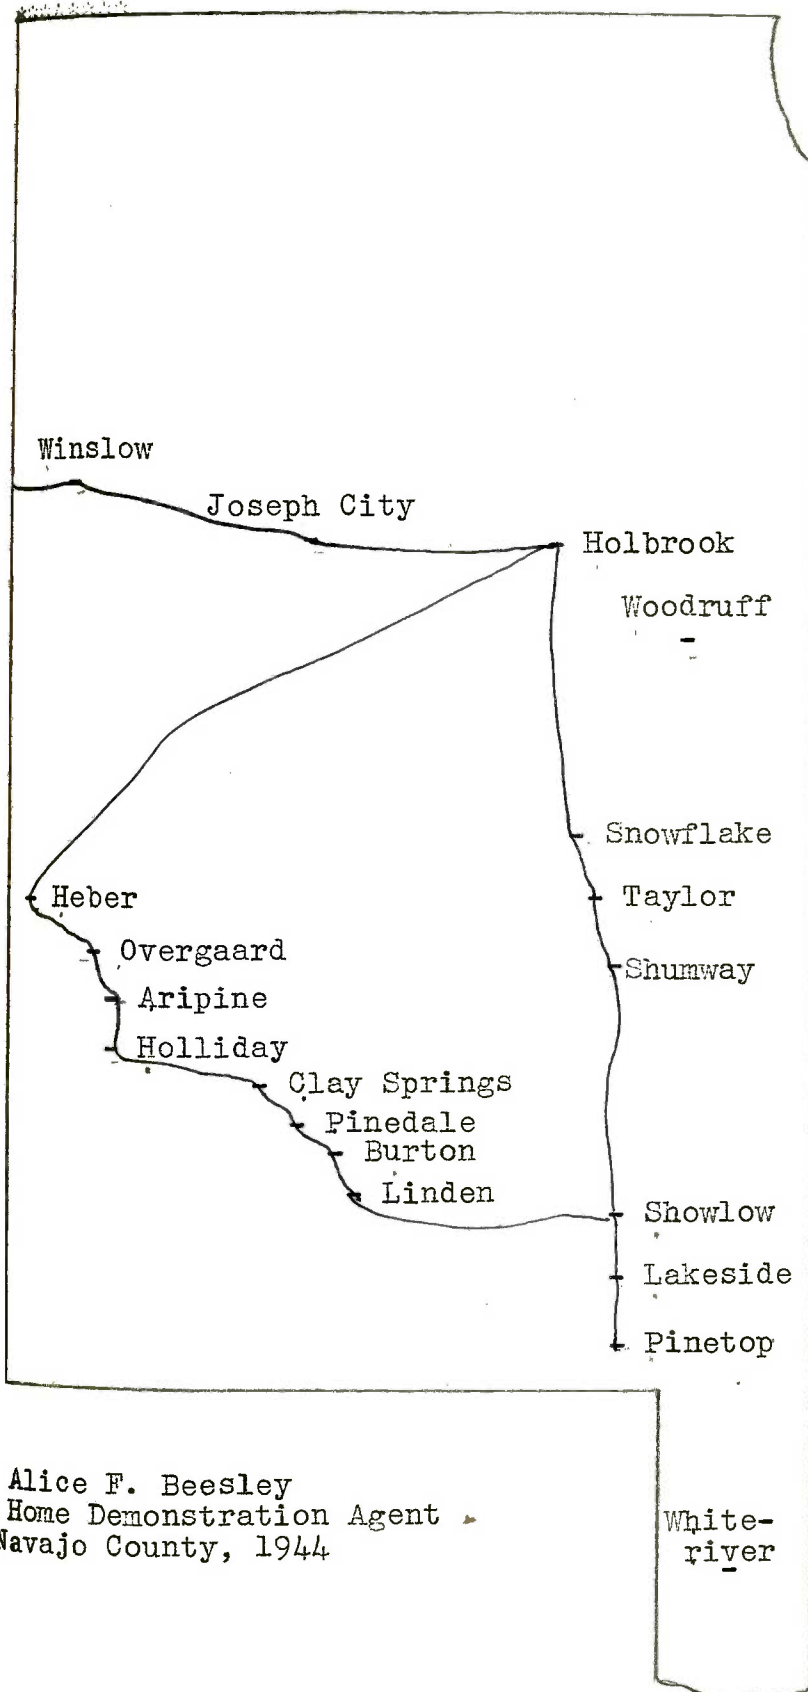 Winslow
Joseph City
Holbrook
Woodruff
Snowflake
Heber
Taylor
Overgaard
Shumway
Aripine
Holliday
Clay Springs
Pinedale
Burton
Linden
Showlow
Lakeside
Pinetop
Alice F. Beesley
Home Demonstration Agent
Navajo County, 1944
White-
river